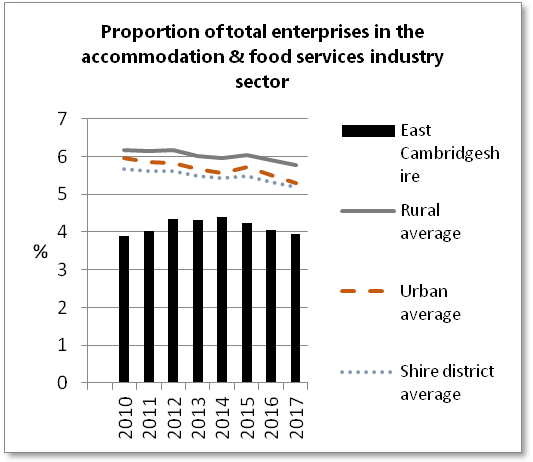 Proportion of total enterprises in the
accommodation & food services industry
sector
7
6
5
4
3
2
1
0
%
2010
2011
2012
2013
2014
2015
2016
2017
East
Cambridgesh
ire
Rural
average
Urban
average
Shire district
average